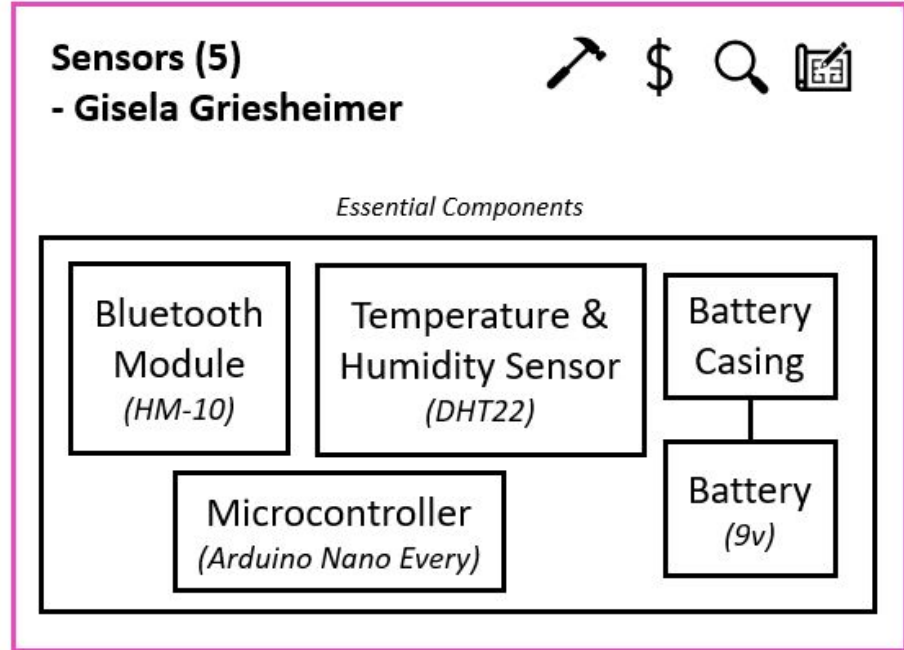 Sensors (5)
- Gisela Griesheimer
$
Essential Components
Bluetooth
Module
(HM-10)
Temperature &
Humidity Sensor
(DHT22)
Battery
Casing
Microcontroller
(Arduino Nano Every)
Battery
(9v)